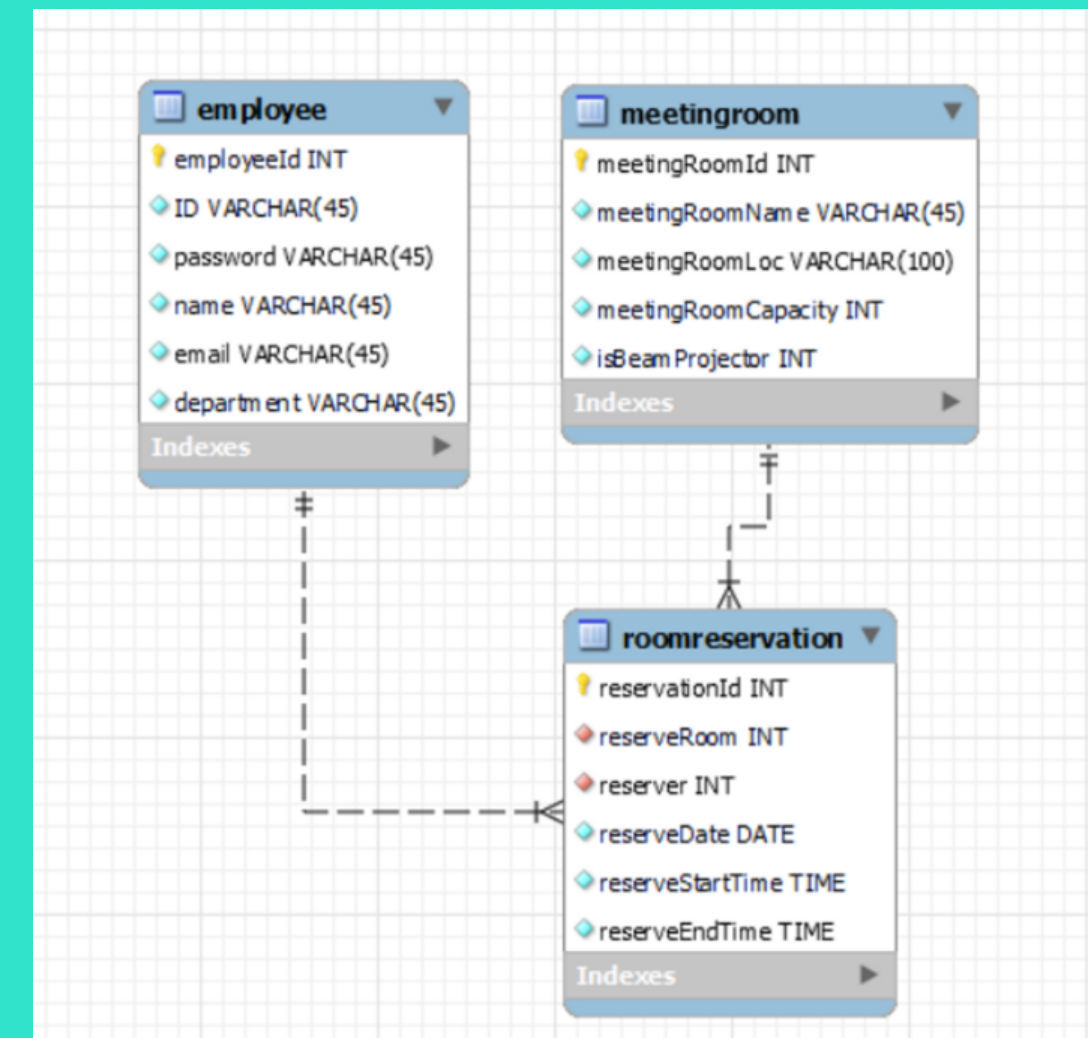 employee
employeeId INT
ID VARCHAR(45)
password VARCHAR(45)
name VARCHAR(45)
email VARCHAR(45)
department VARCHAR(45)
Indexes
meetingroom
meetingRoomId INT
meetingRoomName VARCHAR(45)
meetingRoomLoc VARCHAR(100)
meetingRoomCapacity INT
isBeamProjector INT
Indexes
roomreservation
reservationId INT
reserveRoom INT
reserver INT
reserveDate DATE
reserveStartTime TIME
reserveEndTime TIME
Indexes